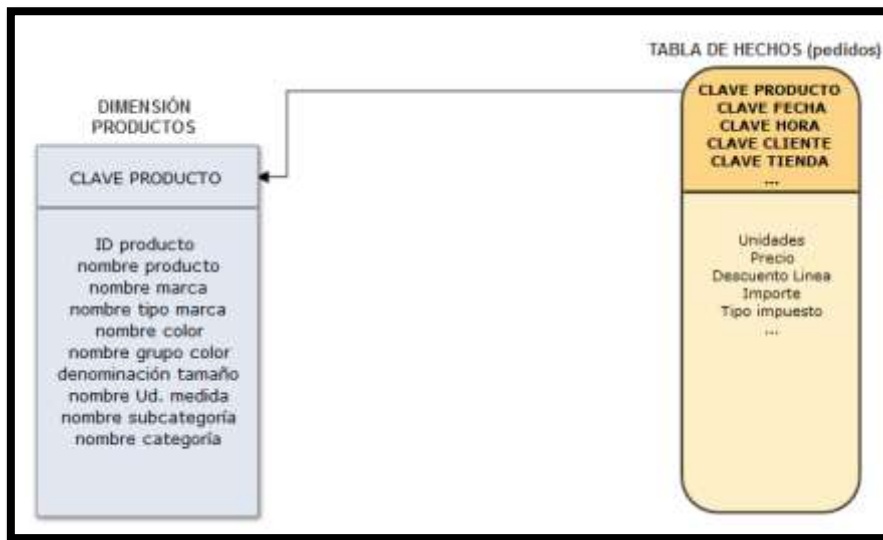 DIMENSIÓN
PRODUCTOS
CLAVE PRODUCTO
ID producto
nombre producto
nombre marca
nombre tipo marca
nombre color
nombre grupo color
denominación tamaño
nombre Ud. medida
nombre subcategoría
nombre categoría
TABLA DE HECHOS (pedidos)
CLAVE PRODUCTO
CLAVE FECHA
CLAVE HORA
CLAVE CLIENTE
CLAVE TIENDA
...
Unidades
Precio
Descuento Linea
Importe
Tipo impuesto
...